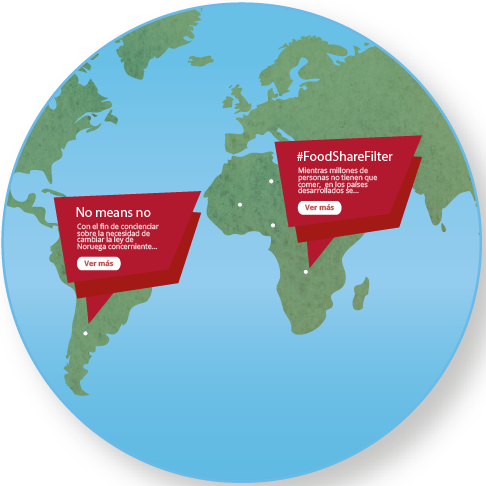 #FoodShareFilter
Mientras millones de
personas no tienen que
comer,  en los países
desarrollados se...
Ver más
No means no
Con el fin de concienciar
sobre la necesidad de
cambiar la ley de
Noruega concerniente...
Ver más